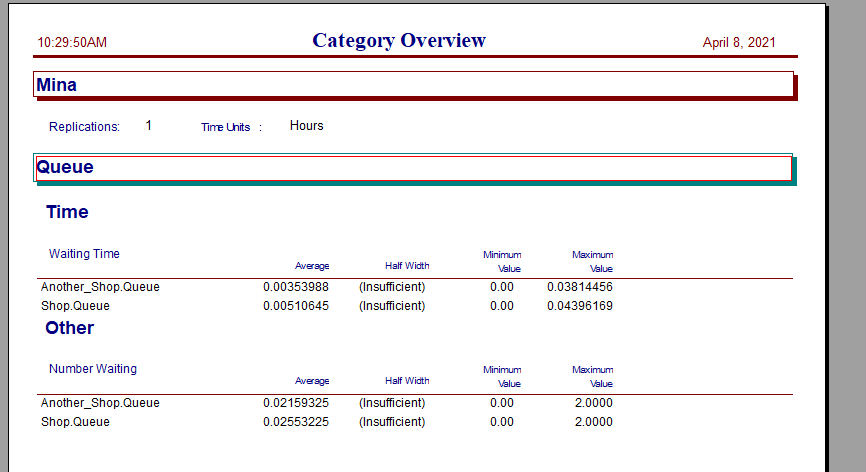 10:29:50AM Category Overview April 8, 2021
Mina
Replications: 1 Time Units : Hours
Queue
Time
Waiting Time Average Half Width Minimum Value Maximum Value
Another_Shop.Queue 0.00353988 (Insufficient) 0.00 0.03814456
Shop.Queue 0.00510645 (Insufficient) 0.00 0.04396169
Other
Number Waiting Average Half Width Minimum Value Maximum Value
Another_Shop.Queue 0.02159325 (Insufficient) 0.00 2.0000
Shop.Queue 0.02553225 (Insufficient) 0.00 2.0000